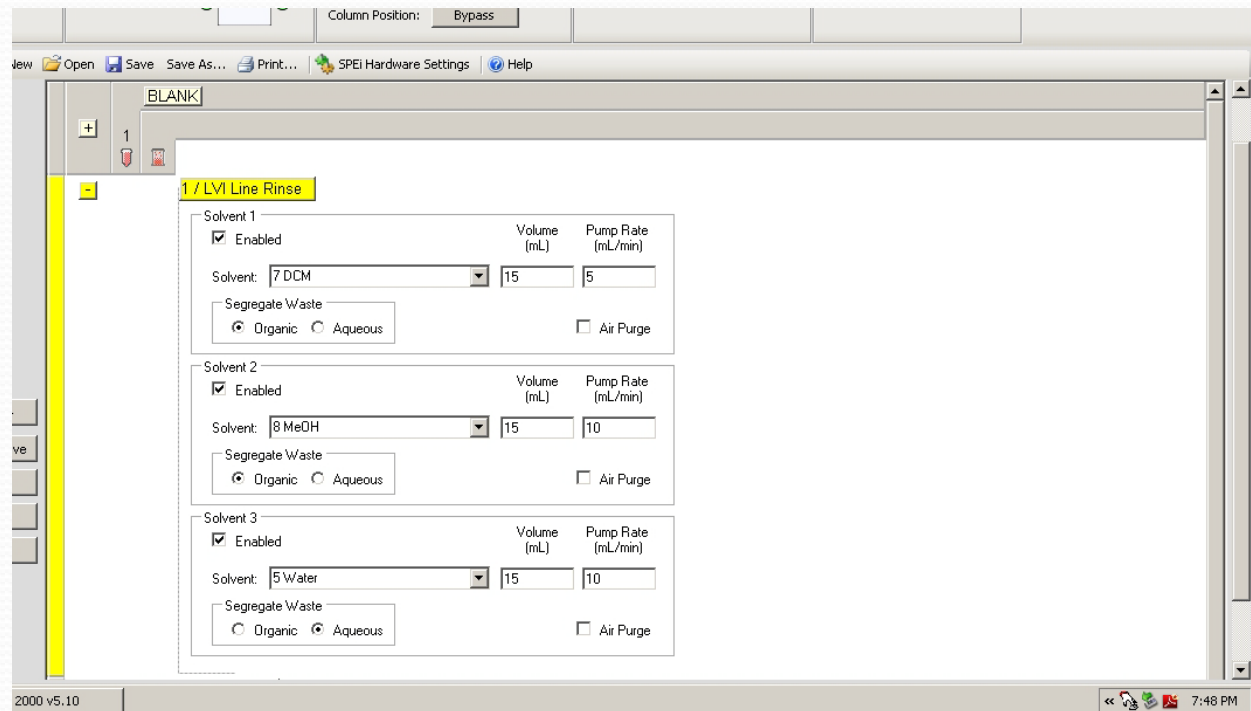 Column Position: Bypass
New Open Save Save As... Print... SPEi Hardware Settings Help
BLANK
+ 1
- 1 / LVI Line Rinse
Solvent 1
Enabled Volume (mL) Pump Rate (mL/min)
Solvent: 7 DCM 15 5
Segregate Waste
Organic Aqueous Air Purge
Solvent 2
Enabled Volume (mL) Pump Rate (mL/min)
Solvent: 8 MeOH 15 10
Segregate Waste
Organic Aqueous Air Purge
Solvent 3
Enabled Volume (mL) Pump Rate (mL/min)
Solvent: 5 Water 15 10
Segregate Waste
Organic Aqueous Air Purge
2000 v5.10 « 7:48 PM